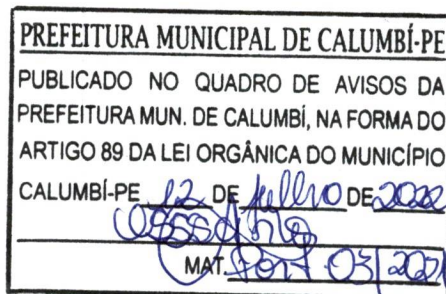 PREFEITURA MUNICIPAL DE CALUMBÍ-PE
PUBLICADO NO QUADRO DE AVISOS DA
PREFEITURA MUN. DE CALUMBÍ, NA FORMA DO
ARTIGO 89 DA LEI ORGÂNICA DO MUNICÍPIO
CALUMBÍ-PE 12 DE julho DE 2022
MAT. Port 03/2021